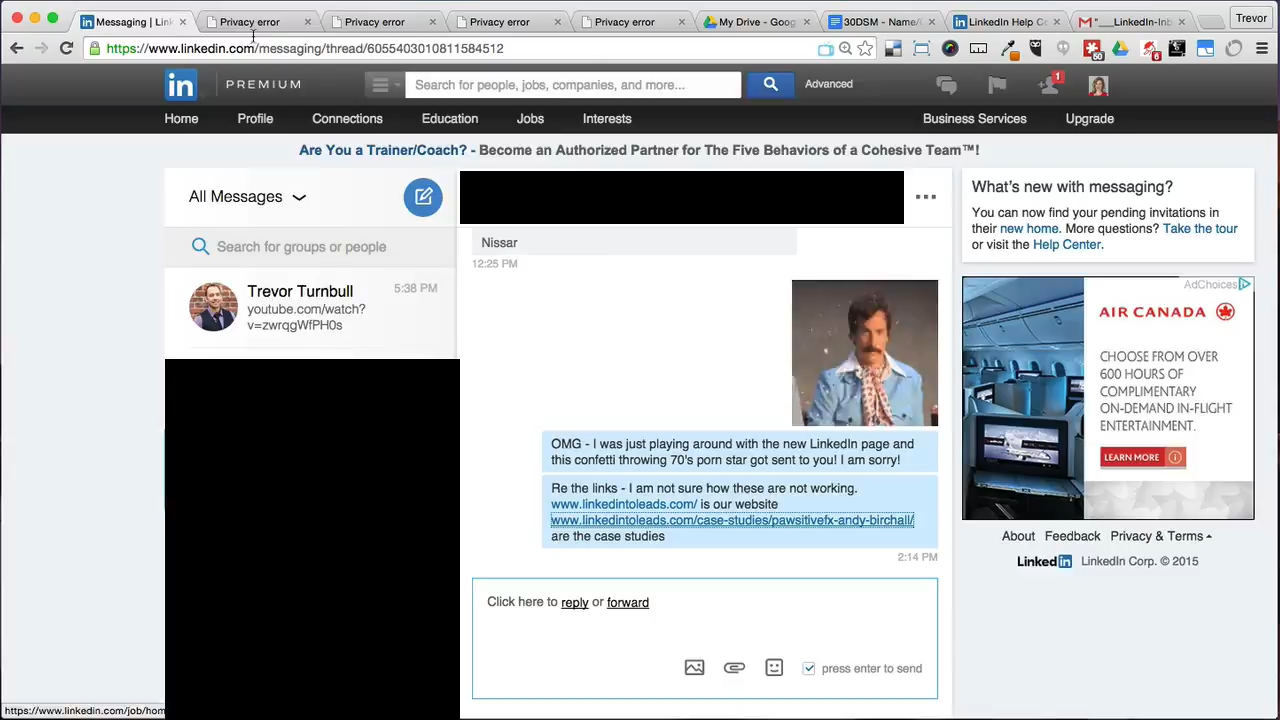 Messaging | Link
Privacy error
Privacy error
Privacy error
Privacy error
My Drive - Goo
30DSM - Name/
LinkedIn Help Ce
"___LinkedIn-Inb
Trevor
https://www.linkedin.com/messaging/thread/6055403010811584512
50
6
in
PREMIUM
Search for people, jobs, companies, and more...
Advanced
1
Home
Profile
Connections
Education
Jobs
Interests
Business Services
Upgrade
Are You a Trainer/Coach? - Become an Authorized Partner for The Five Behaviors of a Cohesive Team™!
All Messages
Search for groups or people
Trevor Turnbull
5:38 PM
youtube.com/watch?
v=zwrqgWfPH0s
Nissar
12:25 PM
OMG - I was just playing around with the new LinkedIn page and
this confetti throwing 70's porn star got sent to you! I am sorry!
Re the links - I am not sure how these are not working.
www.linkedintoleads.com/ is our website
www.linkedintoleads.com/case-studies/pawsitivefx-andy-birchall/
are the case studies
2:14 PM
Click here to reply or forward
press enter to send
What's new with messaging?
You can now find your pending invitations in
their new home. More questions? Take the tour
or visit the Help Center.
AdChoices
AIR CANADA
CHOOSE FROM OVER
600 HOURS OF
COMPLIMENTARY
ON-DEMAND IN-FLIGHT
ENTERTAINMENT.
LEARN MORE
About
Feedback
Privacy & Terms
LinkedIn
LinkedIn Corp. © 2015
https://www.linkedin.com/job/hom